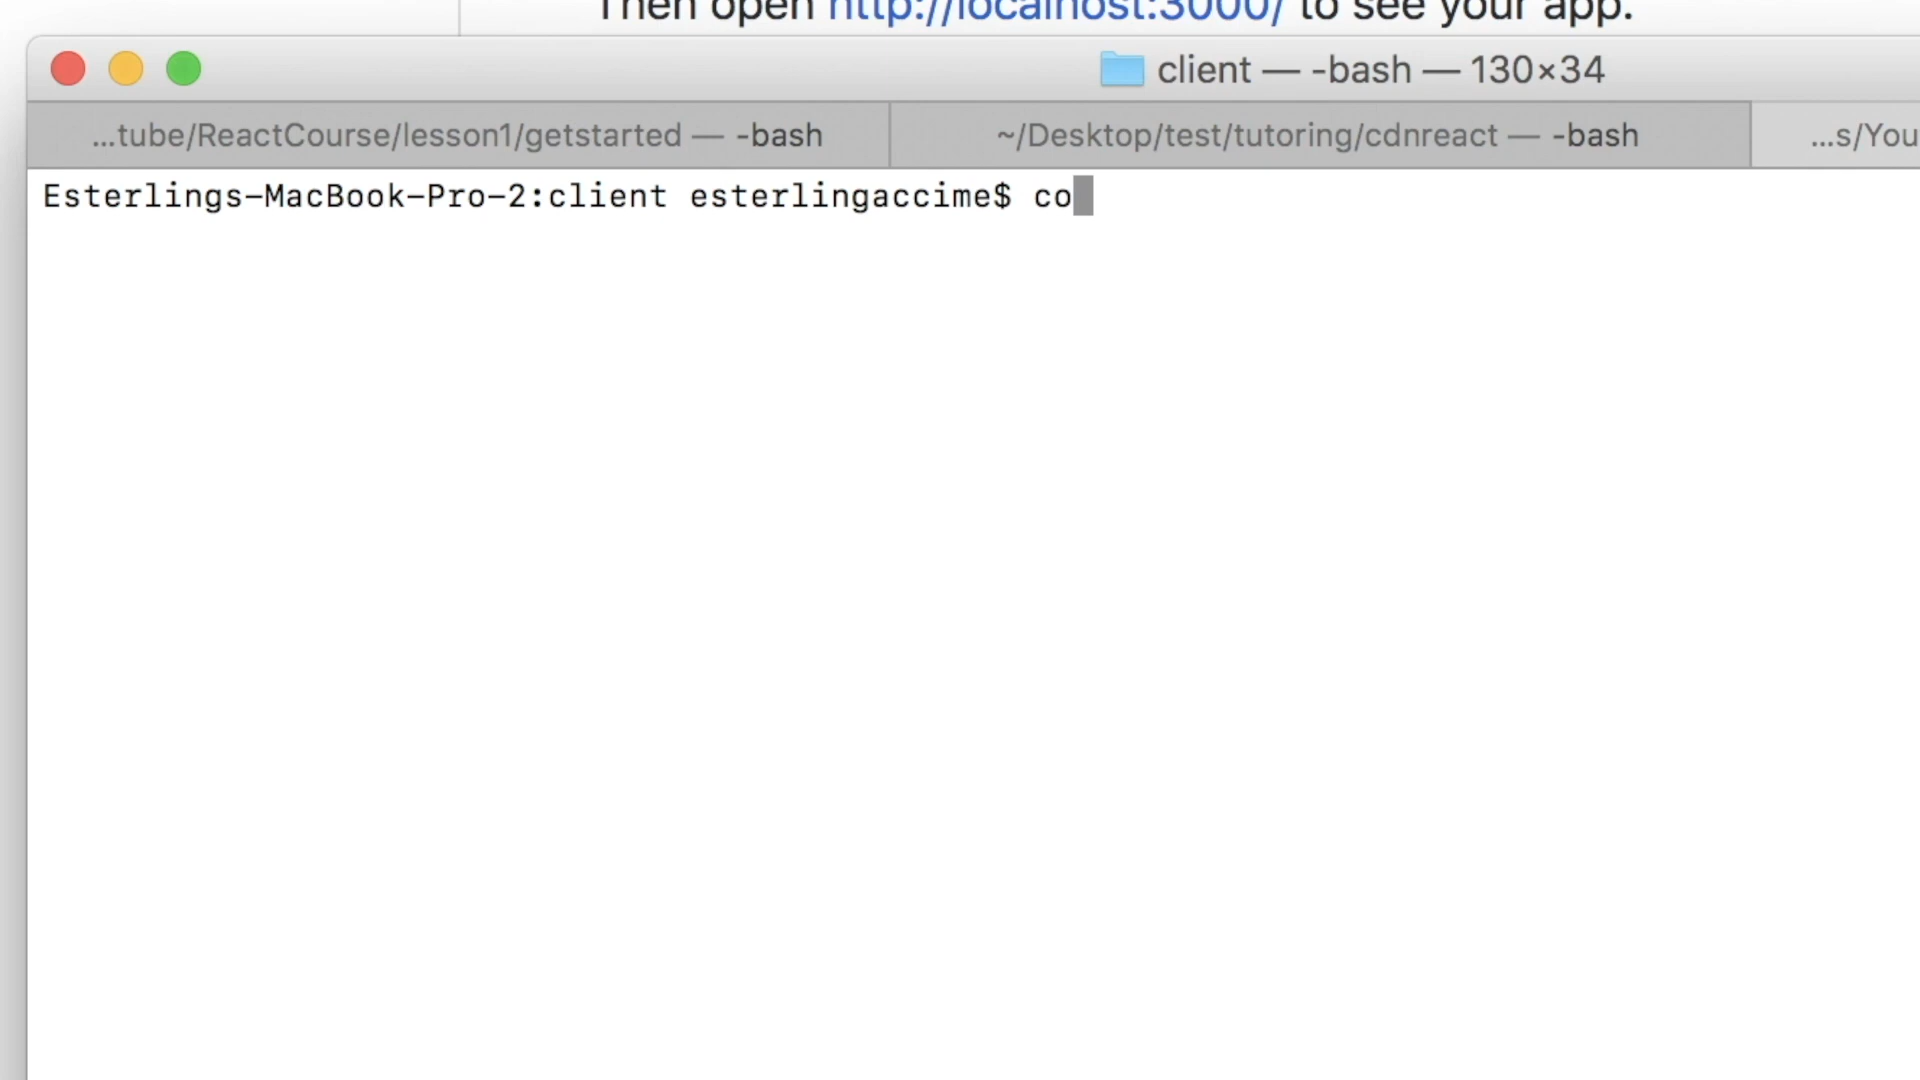 Then open http://localhost:3000/ to see your app.
client — -bash — 130×34
...tube/ReactCourse/lesson1/getstarted — -bash
~/Desktop/test/tutoring/cdnreact — -bash
...s/You
Esterlings-MacBook-Pro-2:client esterlingaccime$ co